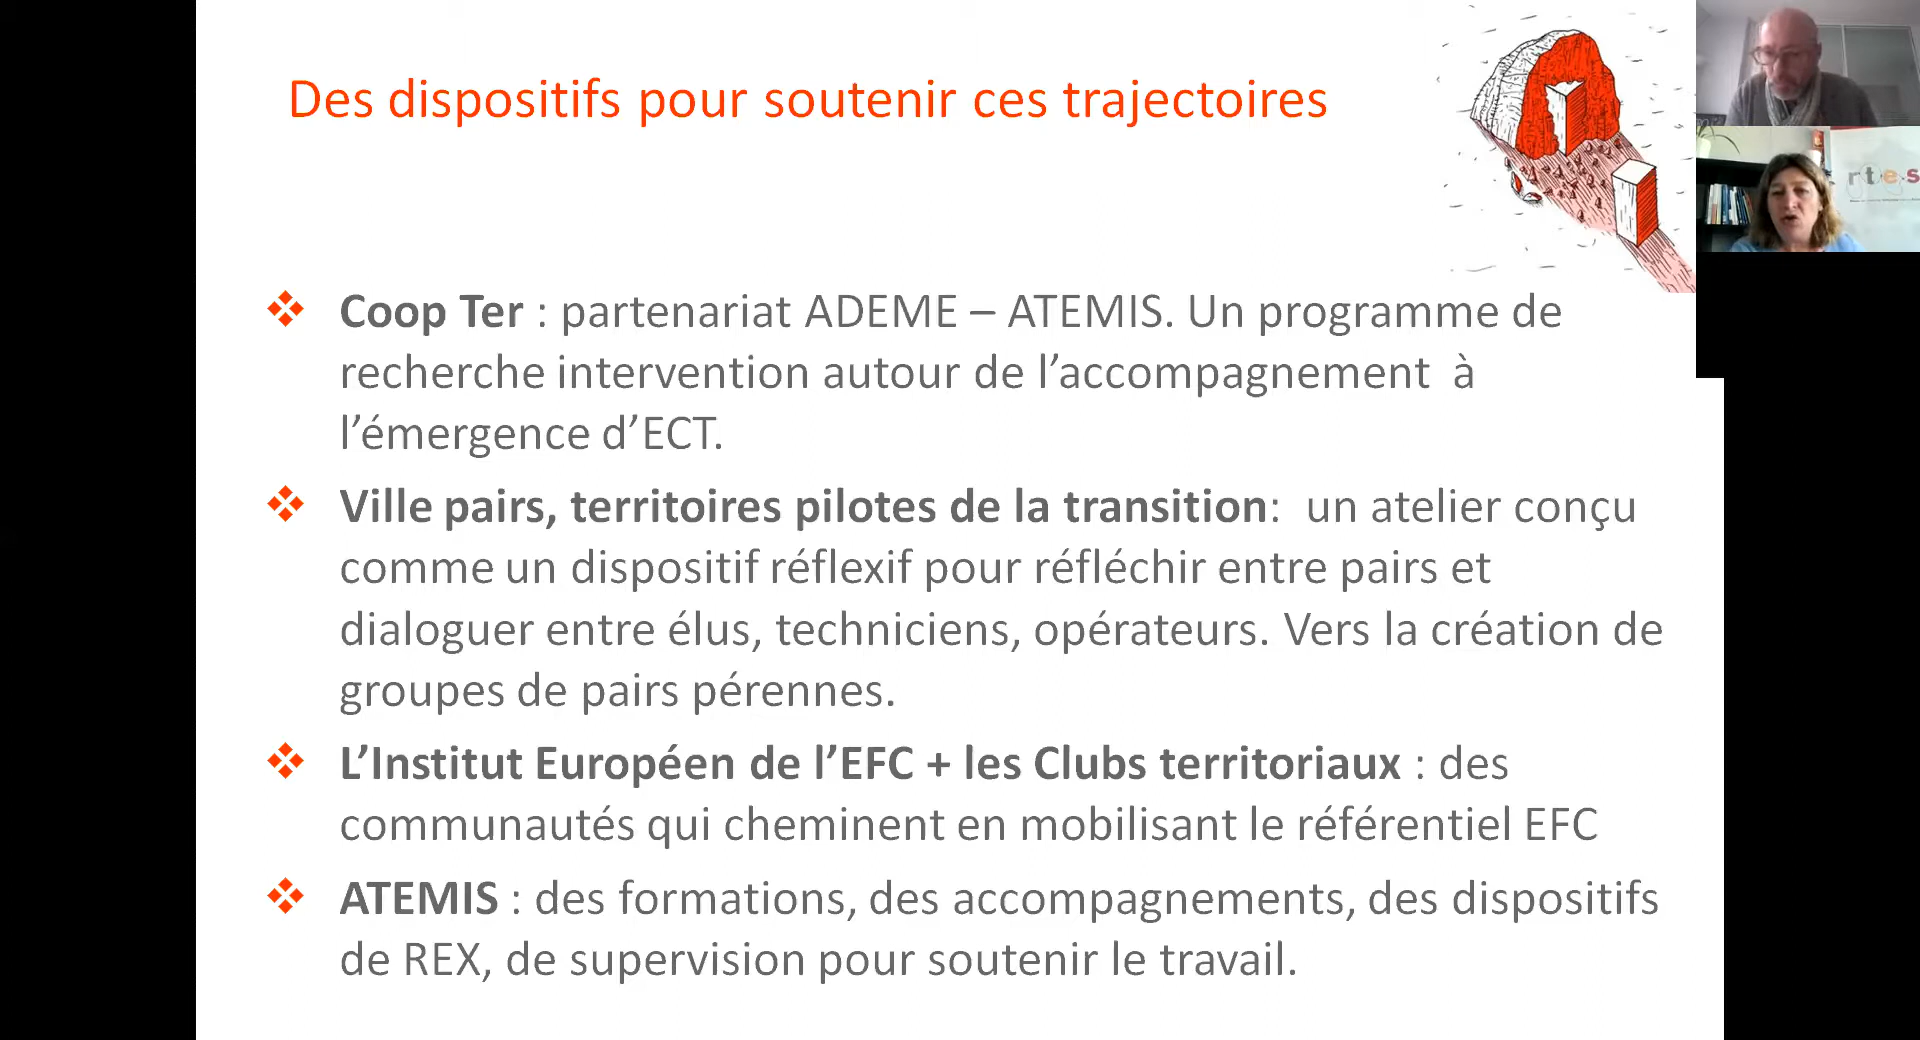 Des dispositifs pour soutenir ces trajectoires
rtes
❖ Coop Ter : partenariat ADEME – ATEMIS. Un programme de
recherche intervention autour de l’accompagnement à
l’émergence d’ECT.
❖ Ville pairs, territoires pilotes de la transition: un atelier conçu
comme un dispositif réflexif pour réfléchir entre pairs et
dialoguer entre élus, techniciens, opérateurs. Vers la création de
groupes de pairs pérennes.
❖ L’Institut Européen de l’EFC + les Clubs territoriaux : des
communautés qui cheminent en mobilisant le référentiel EFC
❖ ATEMIS : des formations, des accompagnements, des dispositifs
de REX, de supervision pour soutenir le travail.